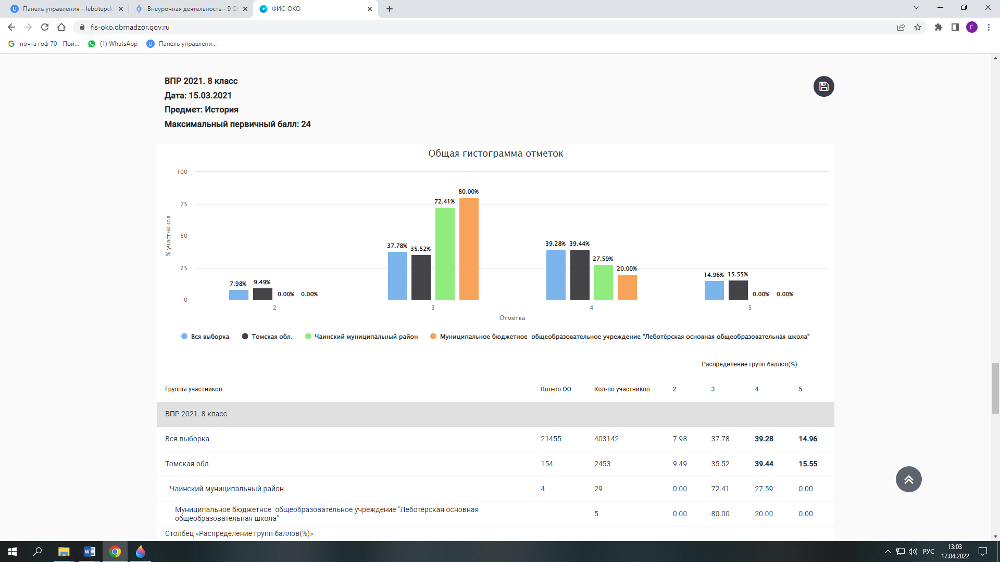 Панель управления – lebotepck
Внеурочная деятельность - 9 О
ФИС-ОКО
fis-oko.obrnadzor.gov.ru
Г
почта гоф 70 - Пои...
(1) WhatsApp
Панель управлени...
ВПР 2021. 8 класс
Дата: 15.03.2021
Предмет: История
Максимальный первичный балл: 24
Общая гистограмма отметок
% участников
100
75
50
25
0
7.98% 9.49% 0.00% 0.00%
37.78% 35.52% 72.41% 80.00%
39.28% 39.44% 27.59% 20.00%
14.96% 15.55% 0.00% 0.00%
2 3 4 5
Отметка
Вся выборка Томская обл. Чаинский муниципальный район Муниципальное бюджетное общеобразовательное учреждение "Леботёрская основная общеобразовательная школа"
Распределение групп баллов(%)
Группы участников Кол-во ОО Кол-во участников 2 3 4 5
ВПР 2021. 8 класс
Вся выборка 21455 403142 7.98 37.78 39.28 14.96
Томская обл. 154 2453 9.49 35.52 39.44 15.55
Чаинский муниципальный район 4 29 0.00 72.41 27.59 0.00
Муниципальное бюджетное общеобразовательное учреждение "Леботёрская основная
общеобразовательная школа" 5 0.00 80.00 20.00 0.00
Столбец «Распределение групп баллов(%)»
РУС
13:03
17.04.2022